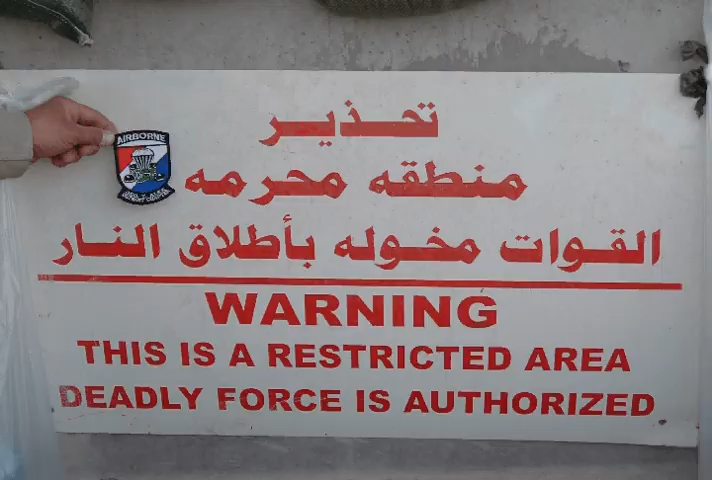 تحذير
AIRBORNE
منطقه محرمه
القوات مخوله بأطلاق النار
WARNING
THIS IS A RESTRICTED AREA
DEADLY FORCE IS AUTHORIZED